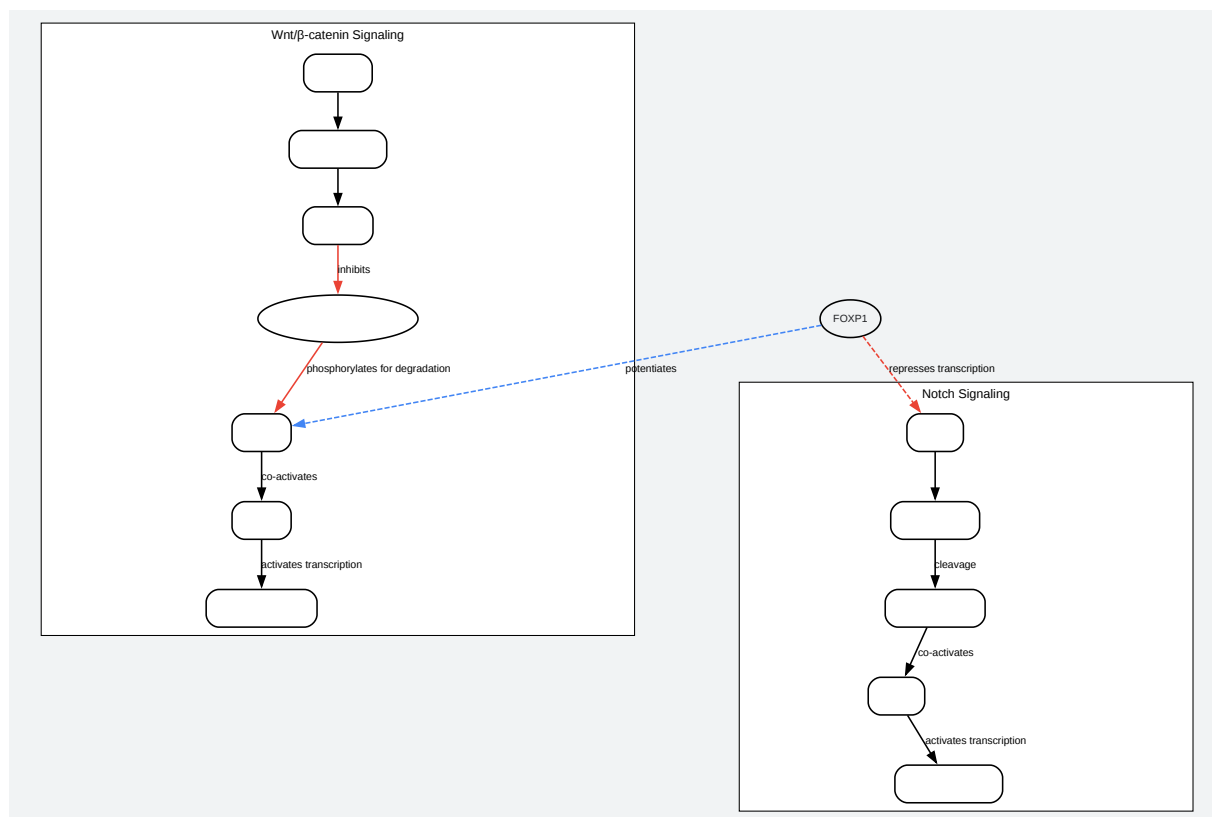 Wnt/β-catenin Signaling
inhibits
FOXP1
phosphorylates for degradation
potentiates
represses transcription
Notch Signaling
co-activates
activates transcription
cleavage
co-activates
activates transcription